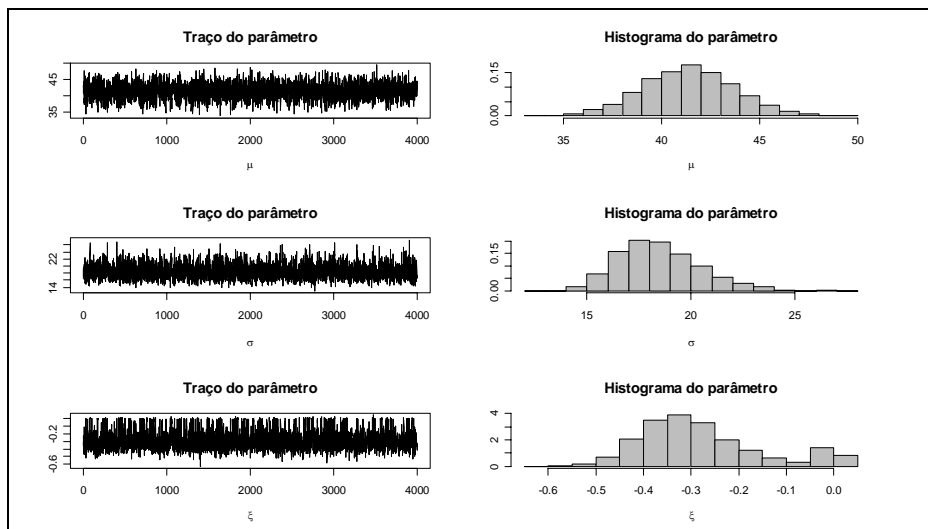 Traço do parâmetro
Histograma do parâmetro
45
35
0.15
0.00
0 1000 2000 3000 4000
35 40 45 50
μ
μ
Traço do parâmetro
Histograma do parâmetro
22
14
0.15
0.00
0 1000 2000 3000 4000
15 20 25
σ
σ
Traço do parâmetro
Histograma do parâmetro
-0.2
-0.6
4
2
0
0 1000 2000 3000 4000
-0.6 -0.5 -0.4 -0.3 -0.2 -0.1 0.0
ξ
ξ